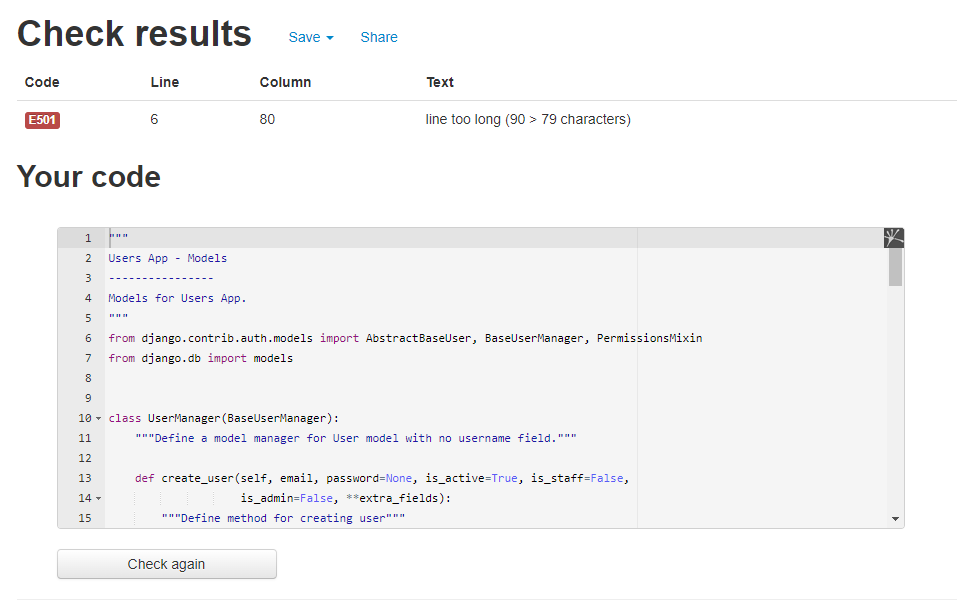 Check results Save Share
Code Line Column Text
E501 6 80 line too long (90 > 79 characters)
Your code
1 """
2 Users App - Models
3 ----------------
4 Models for Users App.
5 """
6 from django.contrib.auth.models import AbstractBaseUser, BaseUserManager, PermissionsMixin
7 from django.db import models
8
9
10 class UserManager(BaseUserManager):
11     """Define a model manager for User model with no username field."""
12
13     def create_user(self, email, password=None, is_active=True, is_staff=False,
14                     is_admin=False, **extra_fields):
15         """Define method for creating user"""
Check again